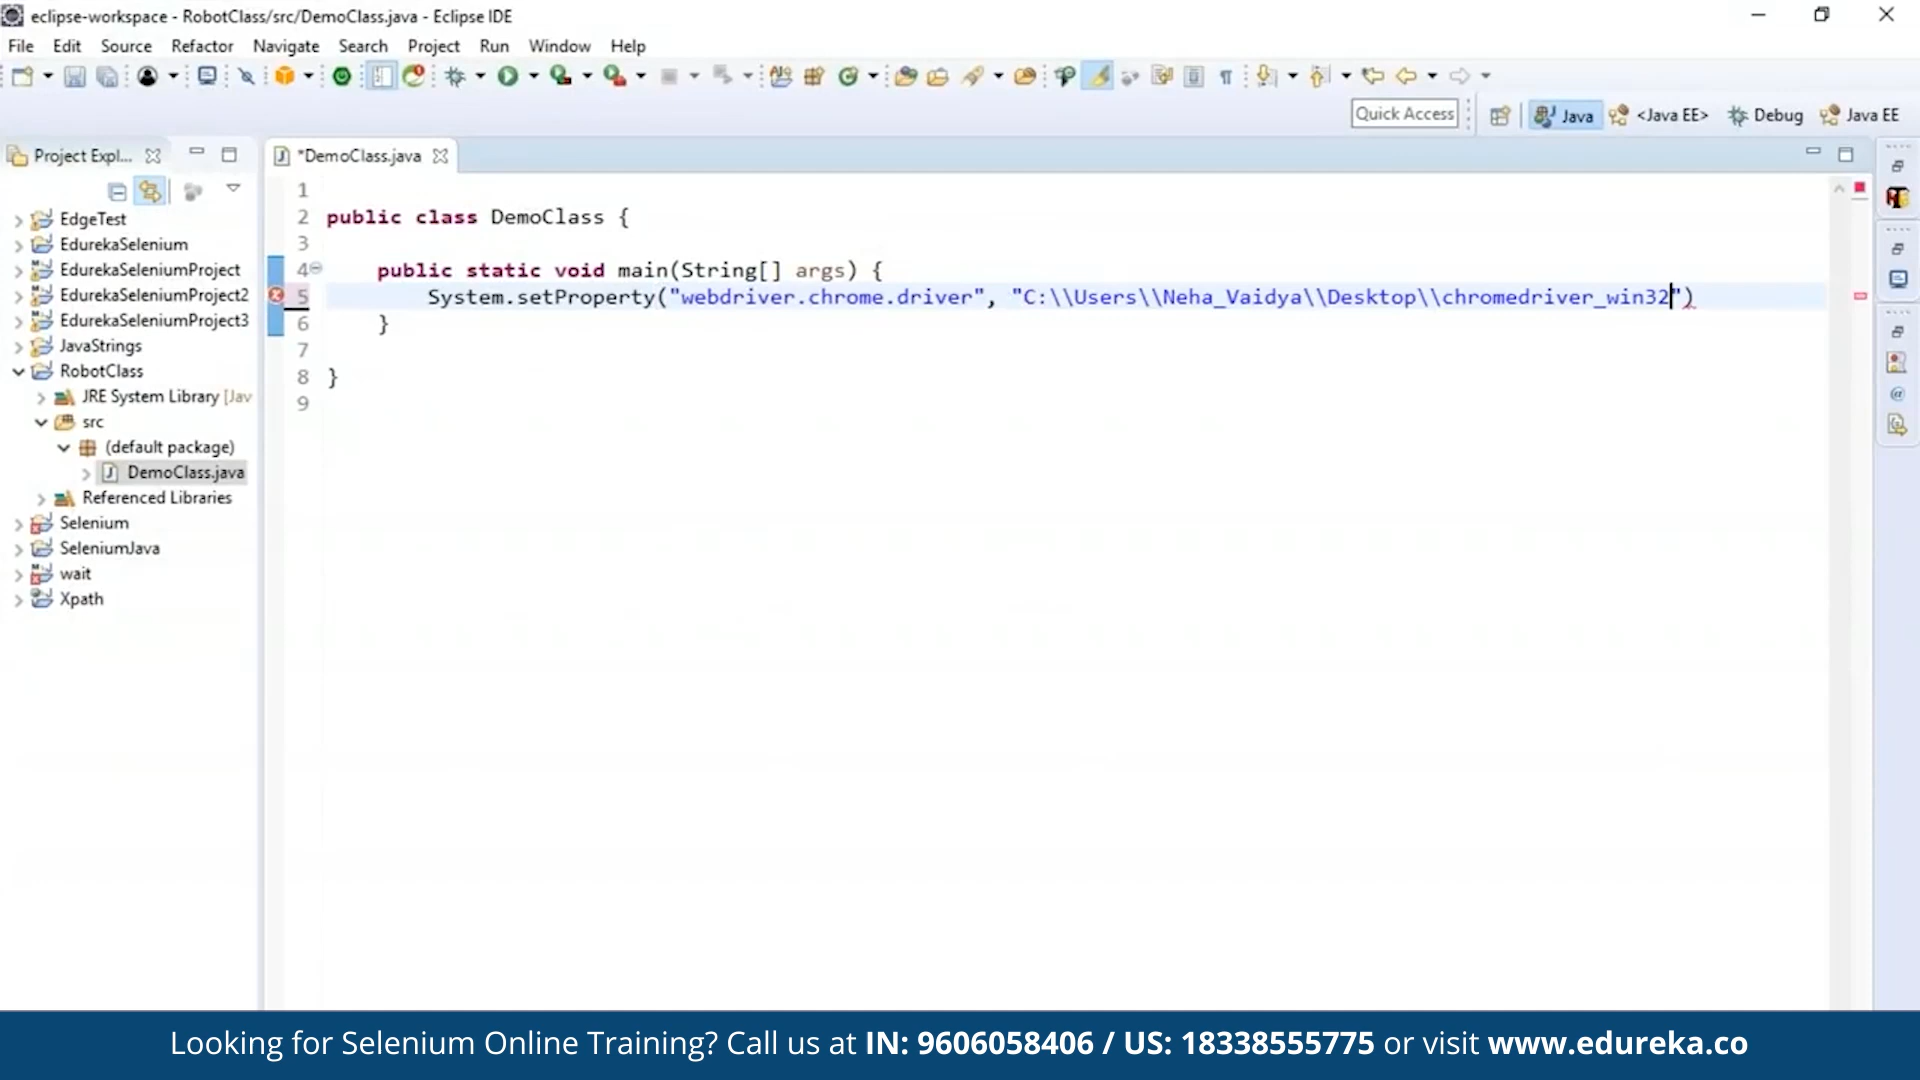 eclipse-workspace - RobotClass/src/DemoClass.java - Eclipse IDE
File Edit Source Refactor Navigate Search Project Run Window Help
Quick Access Java <Java EE> Debug Java EE
Project Expl...
*DemoClass.java
EdgeTest
EdurekaSelenium
EdurekaSeleniumProject
EdurekaSeleniumProject2
EdurekaSeleniumProject3
JavaStrings
RobotClass
JRE System Library [Jav
src
(default package)
DemoClass.java
Referenced Libraries
Selenium
SeleniumJava
wait
Xpath
1
2 public class DemoClass {
3
4 public static void main(String[] args) {
5 System.setProperty("webdriver.chrome.driver", "C:\\Users\\Neha_Vaidya\\Desktop\\chromedriver_win32")
6 }
7
8 }
9
Looking for Selenium Online Training? Call us at IN: 9606058406 / US: 18338555775 or visit www.edureka.co